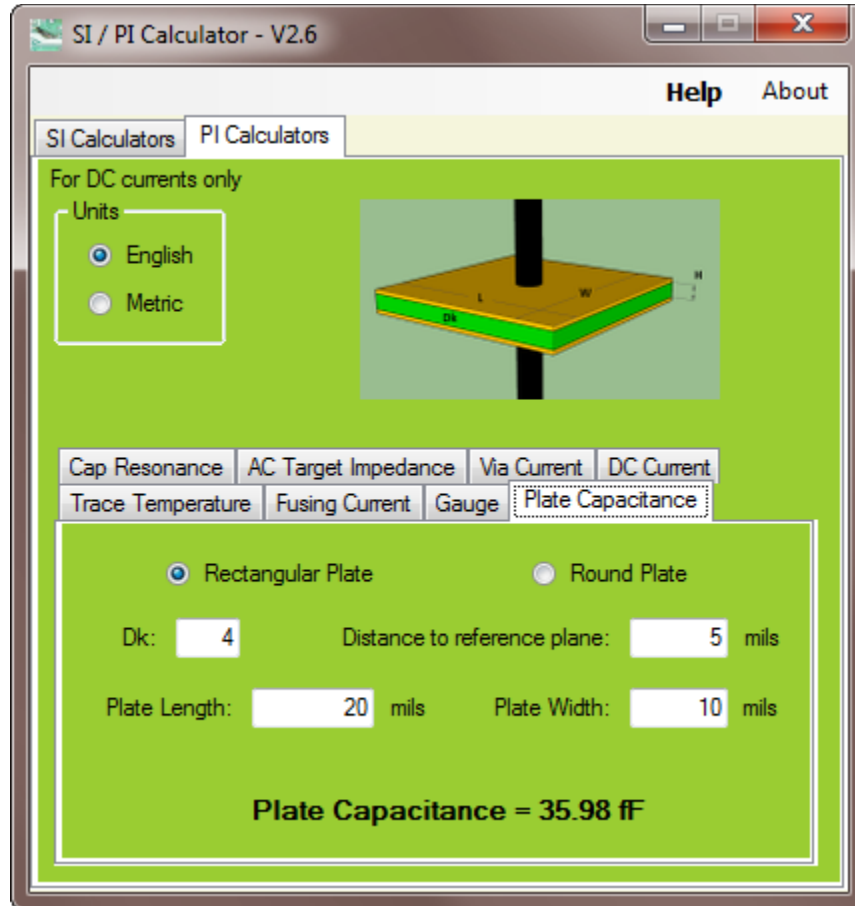 SI / PI Calculator - V2.6
Help About
SI Calculators PI Calculators
For DC currents only
Units
English
Metric
L W H
Dk
Cap Resonance AC Target Impedance Via Current DC Current
Trace Temperature Fusing Current Gauge Plate Capacitance
Rectangular Plate Round Plate
Dk: 4 Distance to reference plane: 5 mils
Plate Length: 20 mils Plate Width: 10 mils
Plate Capacitance = 35.98 fF